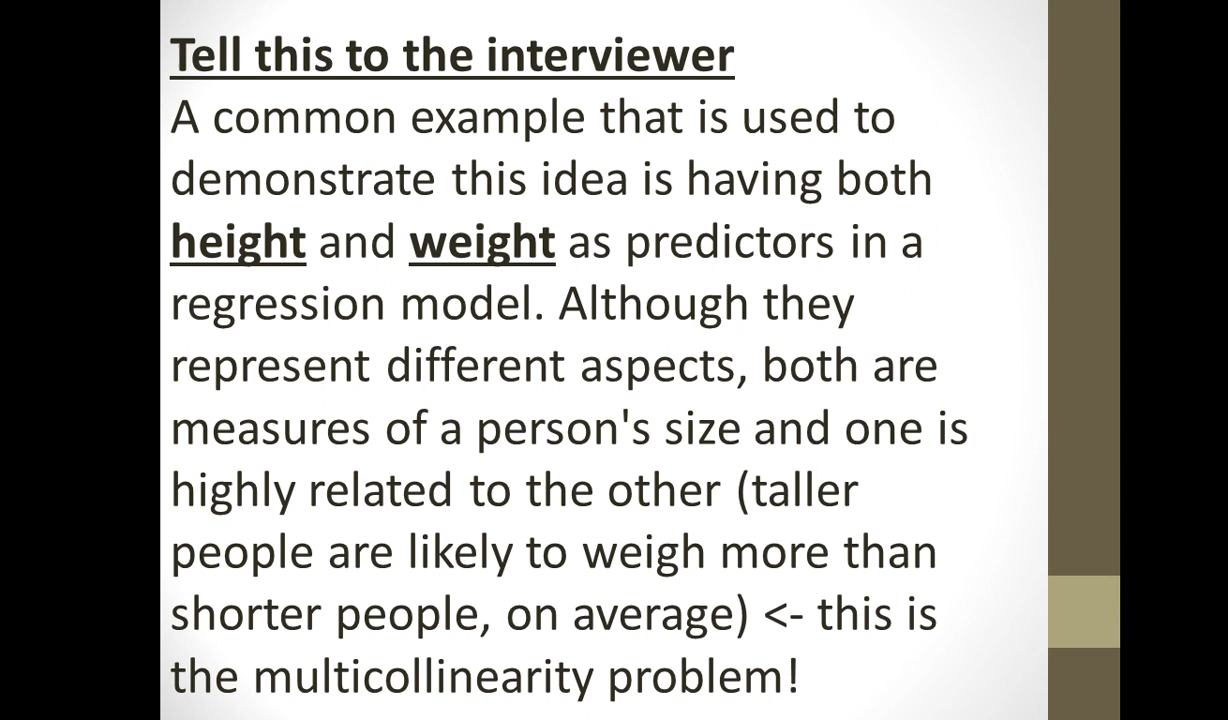 Tell this to the interviewer
A common example that is used to
demonstrate this idea is having both
height and weight as predictors in a
regression model. Although they
represent different aspects, both are
measures of a person's size and one is
highly related to the other (taller
people are likely to weigh more than
shorter people, on average) <- this is
the multicollinearity problem!